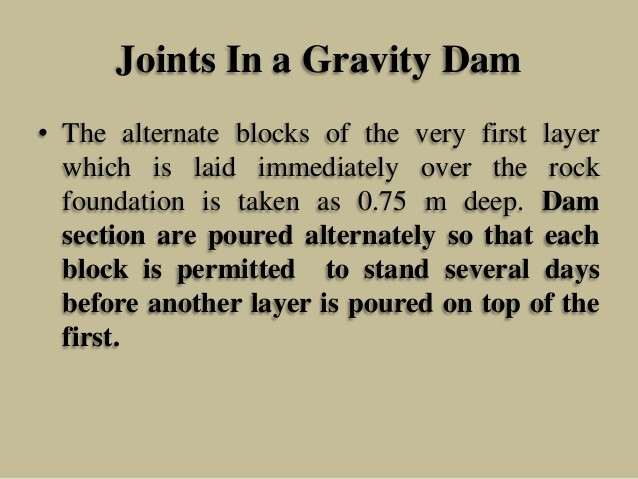 Joints In a Gravity Dam
• The alternate blocks of the very first layer
which is laid immediately over the rock
foundation is taken as 0.75 m deep. Dam
section are poured alternately so that each
block is permitted to stand several days
before another layer is poured on top of the
first.